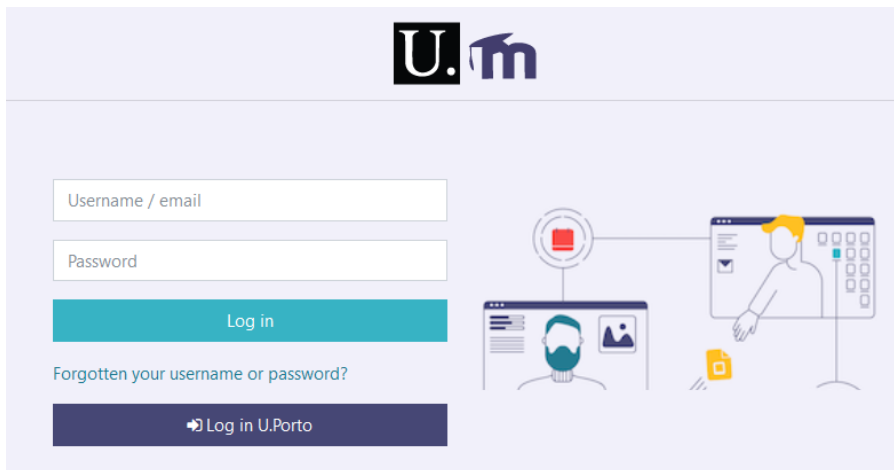 U. m
Username / email
Password
Log in
Forgotten your username or password?
Log in U.Porto